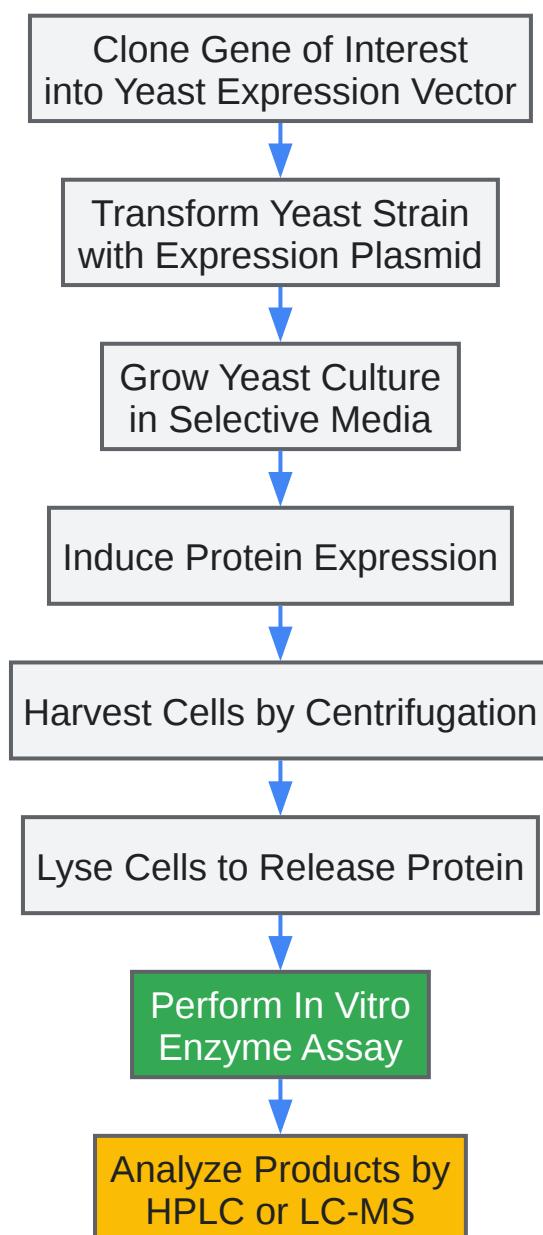 Clone Gene of Interest
into Yeast Expression Vector
Transform Yeast Strain
with Expression Plasmid
Grow Yeast Culture
in Selective Media
Induce Protein Expression
Harvest Cells by Centrifugation
Lyse Cells to Release Protein
Perform In Vitro
Enzyme Assay
Analyze Products by
HPLC or LC-MS